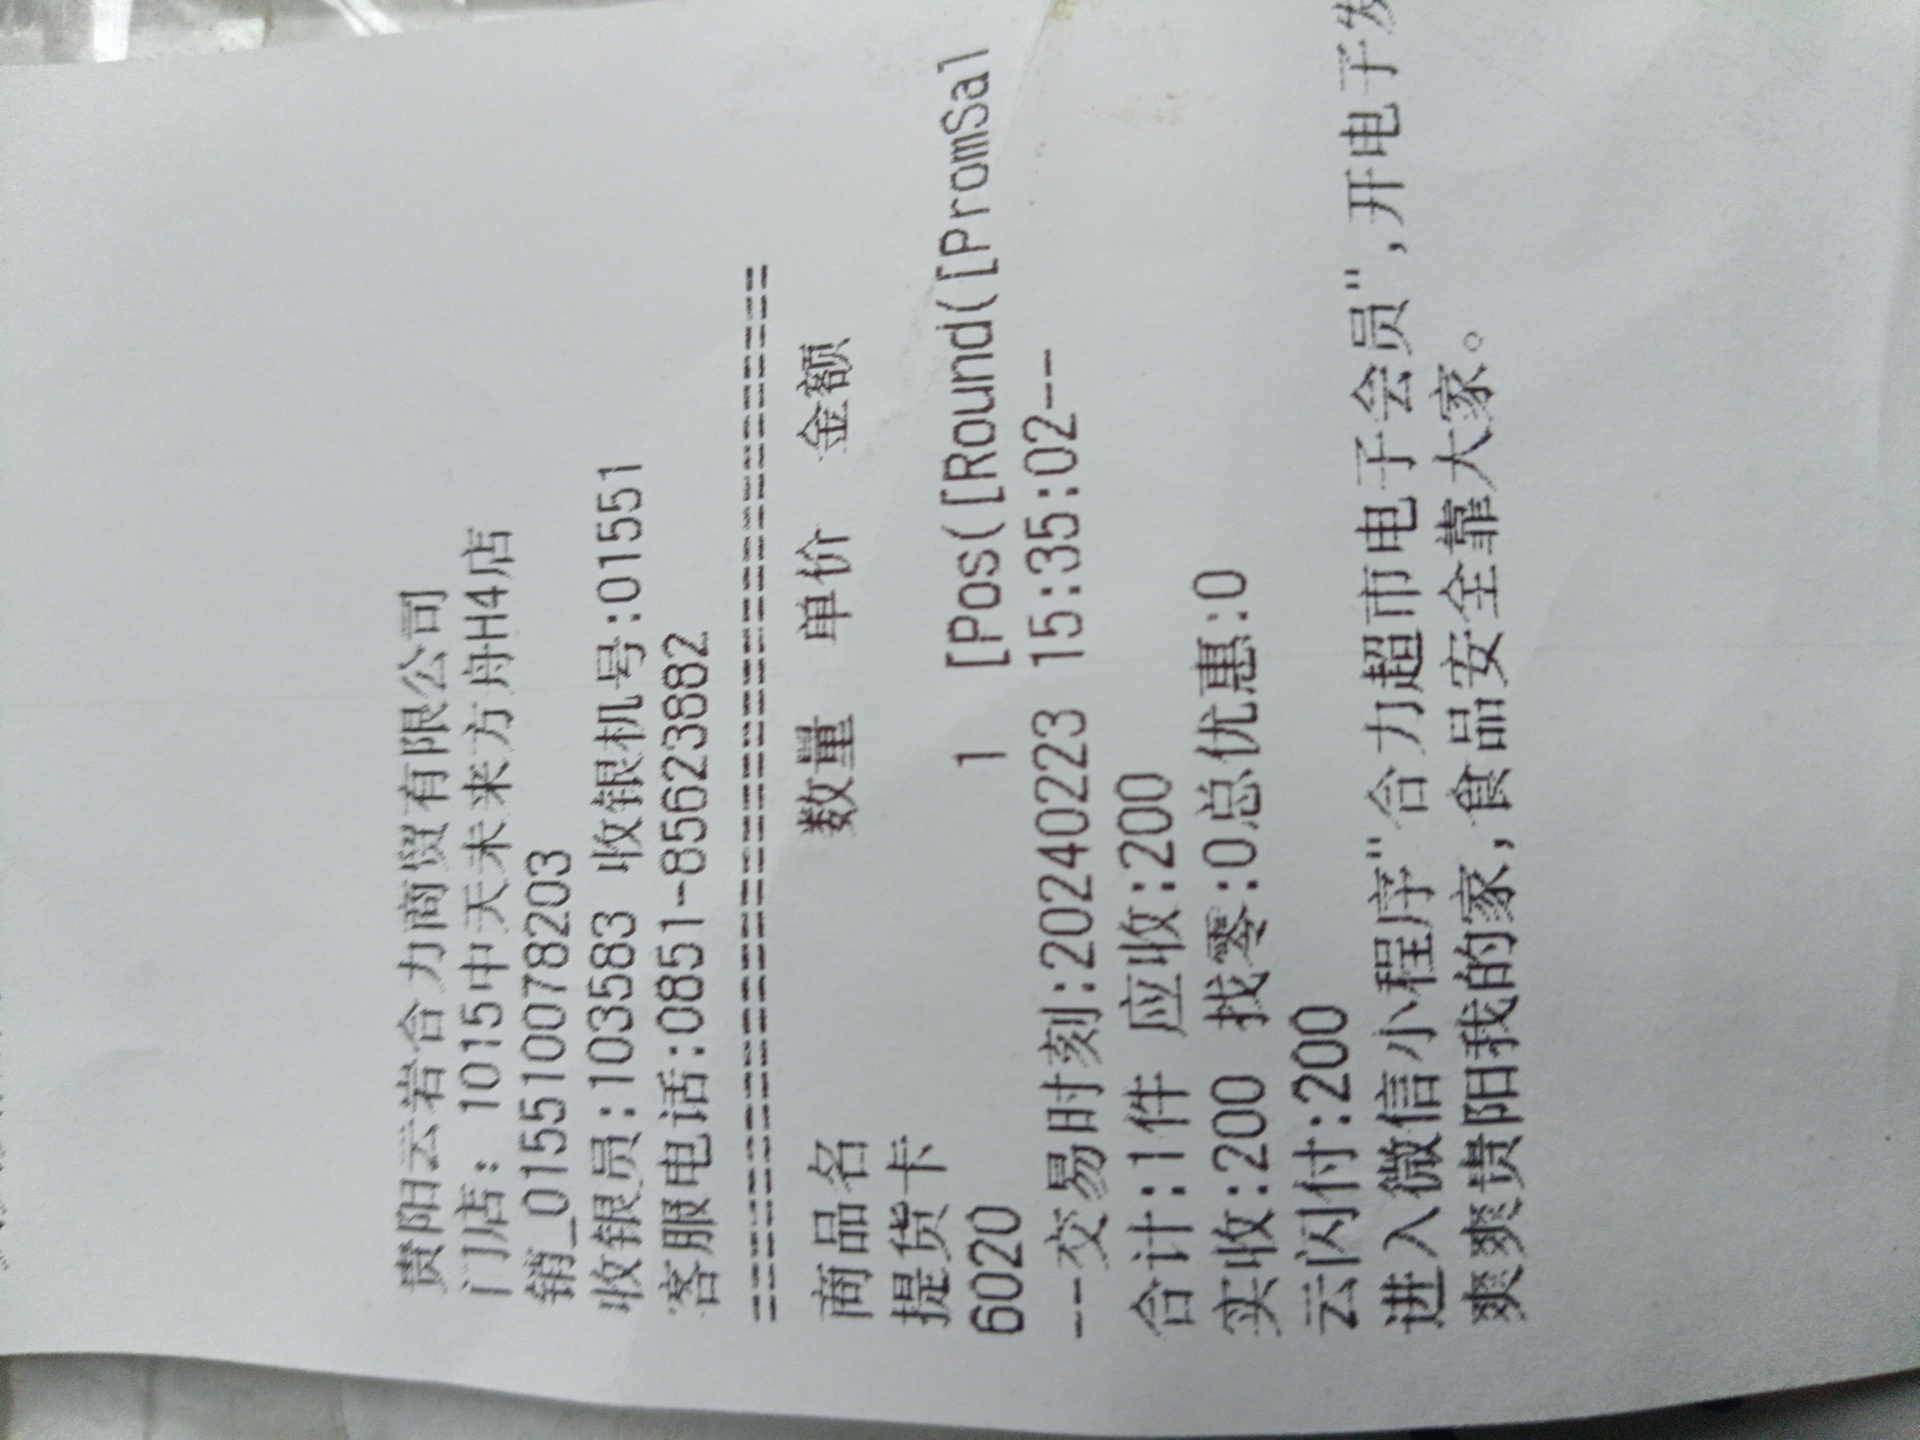 贵阳云岩合力商贸有限公司
门店: 1015中天未来方舟H4店
销_0155100782​03
收银员:103583 收银机号:01551
客服电话:0851-85623882
================================
商品名 数量 单价 金额
提货卡
6020 1 [Pos([Round([PromSal
--交易时刻:20240223 15:35:02--
合计:1件 应收:200
实收:200 找零:0总优惠:0
云闪付:200
进入微信小程序"合力超市电子会员",开电子发
爽爽贵阳我的家,食品安全靠大家。